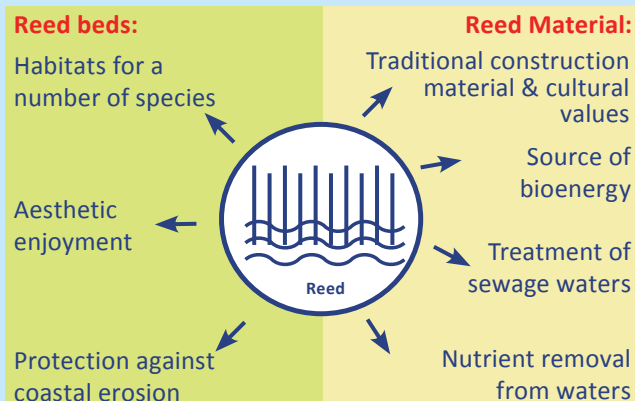 Reed beds:
Habitats for a
number of species
Aesthetic
enjoyment
Protection against
coastal erosion
Reed
Reed Material:
Traditional construction
material & cultural
values
Source of
bioenergy
Treatment of
sewage waters
Nutrient removal
from waters